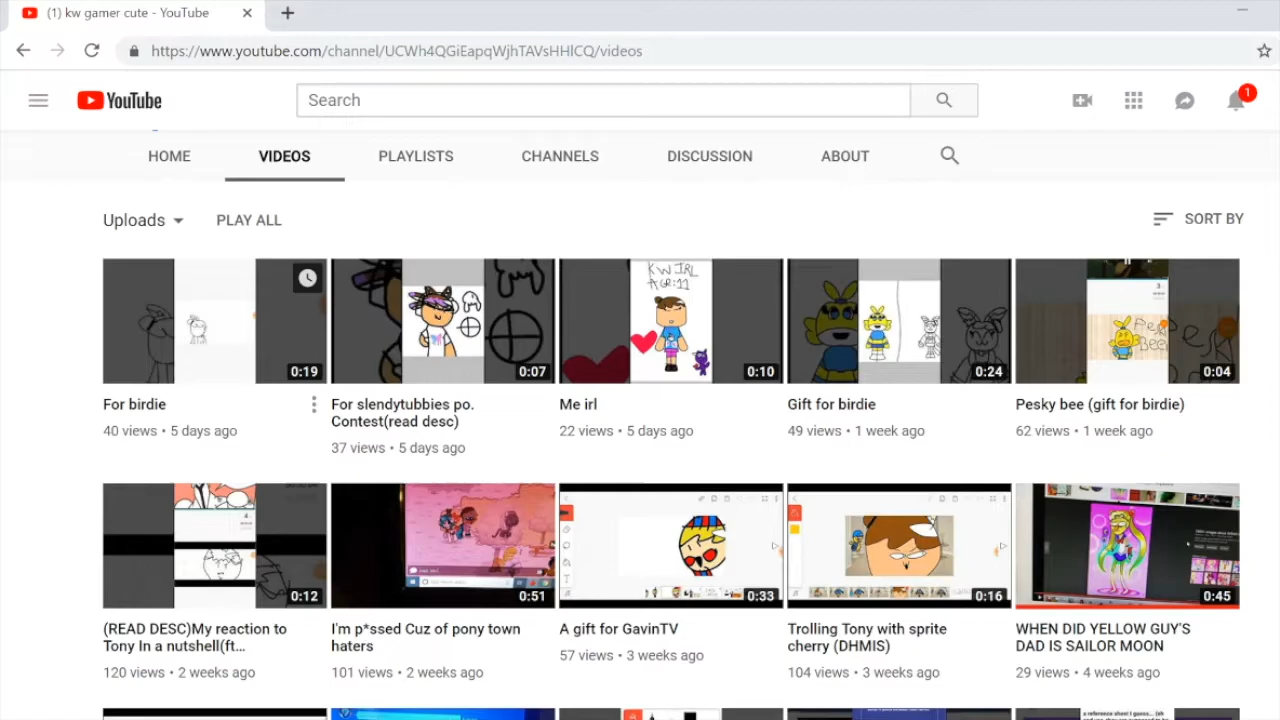 (1) kw gamer cute - YouTube
https://www.youtube.com/channel/UCWh4QGiEapqWjhTAVsHHlCQ/videos
YouTube
Search
1
HOME VIDEOS PLAYLISTS CHANNELS DISCUSSION ABOUT
Uploads PLAY ALL SORT BY
KW IRL
AGE:11
Pesky
Bee
0:19 0:07 0:10 0:24 0:04
For birdie
40 views • 5 days ago
For slendytubbies po.
Contest(read desc)
37 views • 5 days ago
Me irl
22 views • 5 days ago
Gift for birdie
49 views • 1 week ago
Pesky bee (gift for birdie)
62 views • 1 week ago
0:12 0:51 0:33 0:16 0:45
(READ DESC)My reaction to
Tony In a nutshell(ft...
120 views • 2 weeks ago
I'm p*ssed Cuz of pony town
haters
101 views • 2 weeks ago
A gift for GavinTV
57 views • 3 weeks ago
Trolling Tony with sprite
cherry (DHMIS)
104 views • 3 weeks ago
WHEN DID YELLOW GUY'S
DAD IS SAILOR MOON
29 views • 4 weeks ago